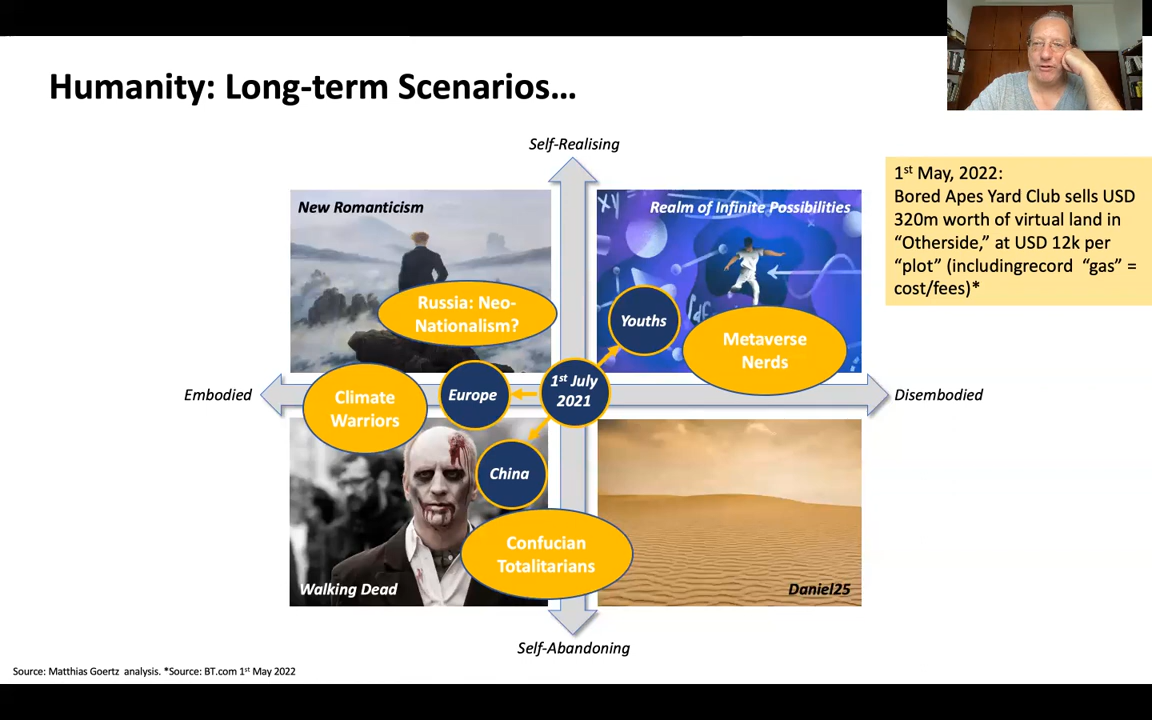 Humanity: Long-term Scenarios...
Self-Realising
1st May, 2022:
Bored Apes Yard Club sells USD
320m worth of virtual land in
“Otherside,” at USD 12k per
“plot” (includingrecord “gas” =
cost/fees)*
New Romanticism
Realm of Infinite Possibilities
xy
Russia: Neo-
Nationalism?
Youths
Metaverse
Nerds
Embodied
Climate
Warriors
Europe
1st July
2021
Disembodied
China
Confucian
Totalitarians
Walking Dead
Daniel25
Self-Abandoning
Source: Matthias Goertz analysis. *Source: BT.com 1st May 2022